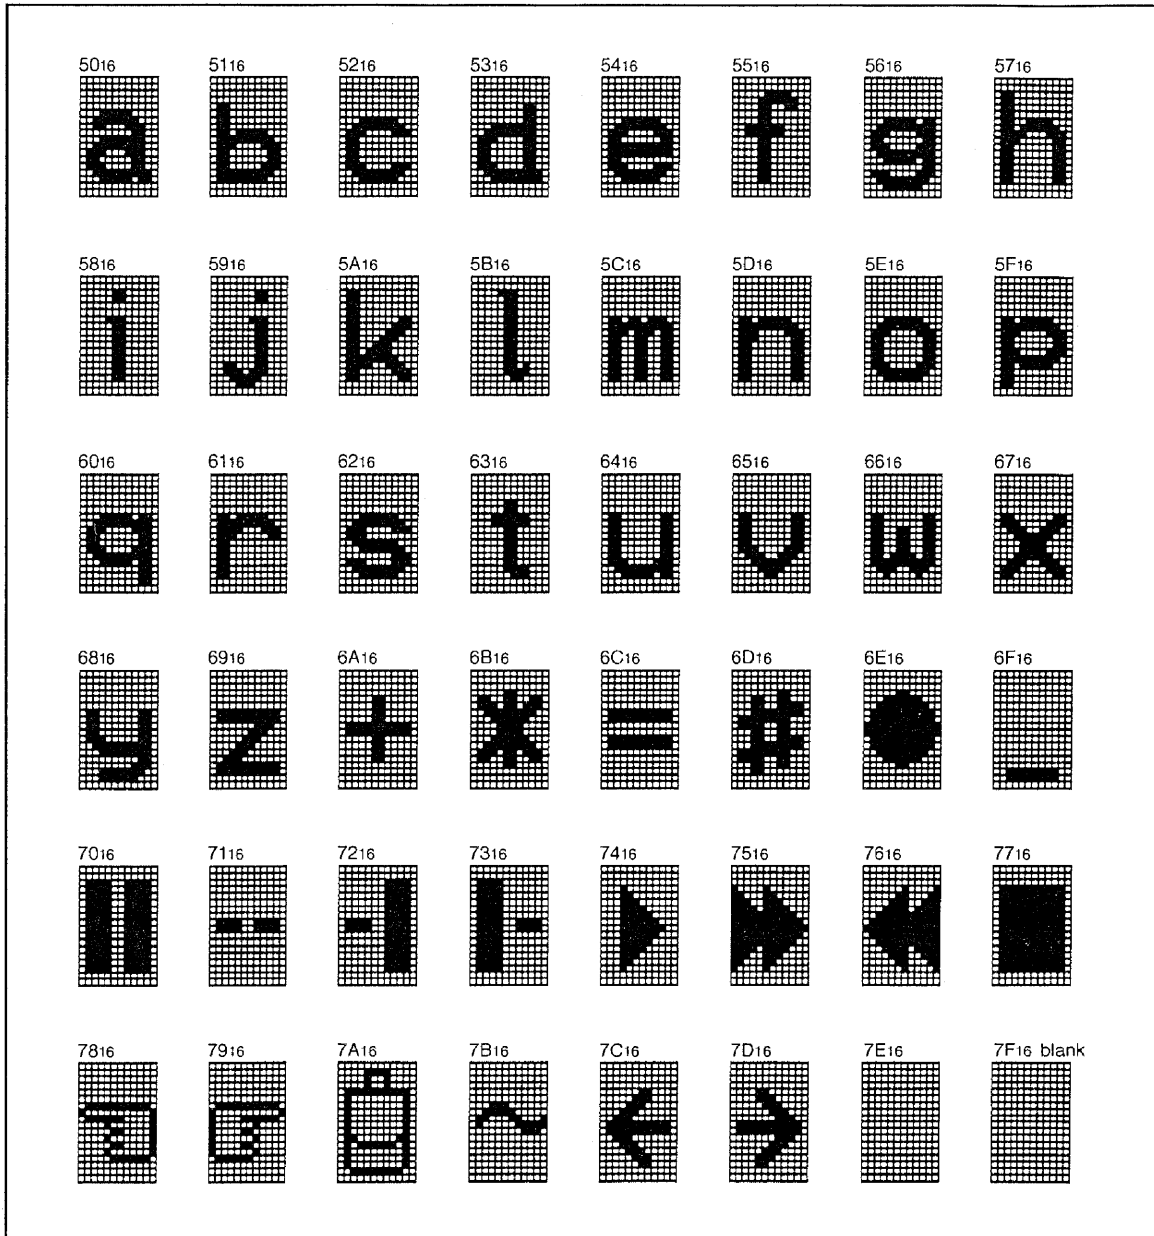 50₁₆ 51₁₆ 52₁₆ 53₁₆ 54₁₆ 55₁₆ 56₁₆ 57₁₆
a b c d e f g h
58₁₆ 59₁₆ 5A₁₆ 5B₁₆ 5C₁₆ 5D₁₆ 5E₁₆ 5F₁₆
i j k l m n o p
60₁₆ 61₁₆ 62₁₆ 63₁₆ 64₁₆ 65₁₆ 66₁₆ 67₁₆
q r s t u v w x
68₁₆ 69₁₆ 6A₁₆ 6B₁₆ 6C₁₆ 6D₁₆ 6E₁₆ 6F₁₆
y z + * = # ● _
70₁₆ 71₁₆ 72₁₆ 73₁₆ 74₁₆ 75₁₆ 76₁₆ 77₁₆
78₁₆ 79₁₆ 7A₁₆ 7B₁₆ 7C₁₆ 7D₁₆ 7E₁₆ 7F₁₆ blank
~ ← →